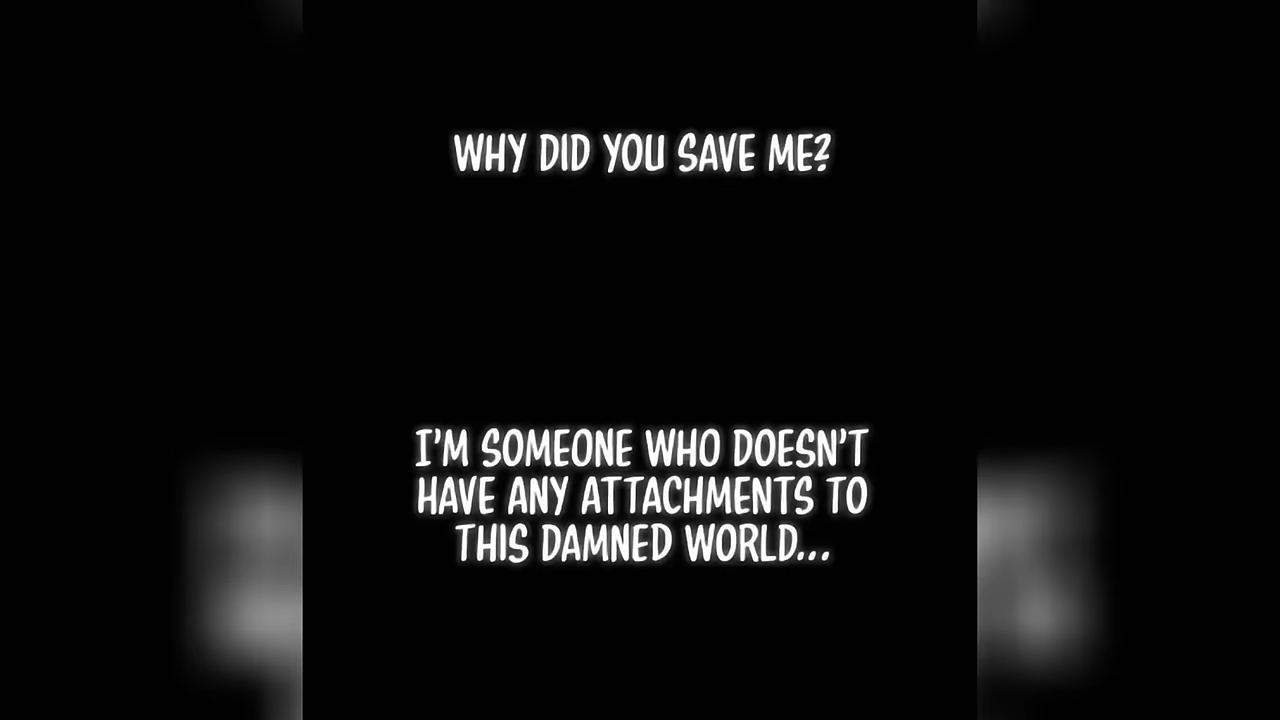 WHY DID YOU SAVE ME?
I'M SOMEONE WHO DOESN'T
HAVE ANY ATTACHMENTS TO
THIS DAMNED WORLD...